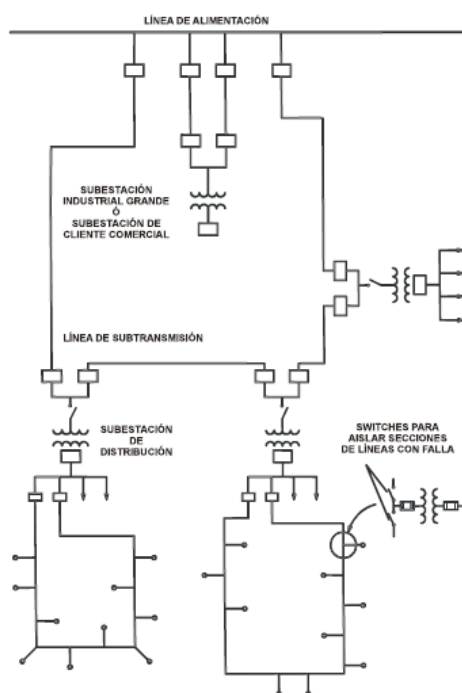 LÍNEA DE ALIMENTACIÓN
SUBESTACIÓN
INDUSTRIAL GRANDE
Ó
SUBESTACIÓN DE
CLIENTE COMERCIAL
LÍNEA DE SUBTRANSMISIÓN
SUBESTACIÓN
DE
DISTRIBUCIÓN
SWITCHES PARA
AISLAR SECCIONES
DE LÍNEAS CON FALLA